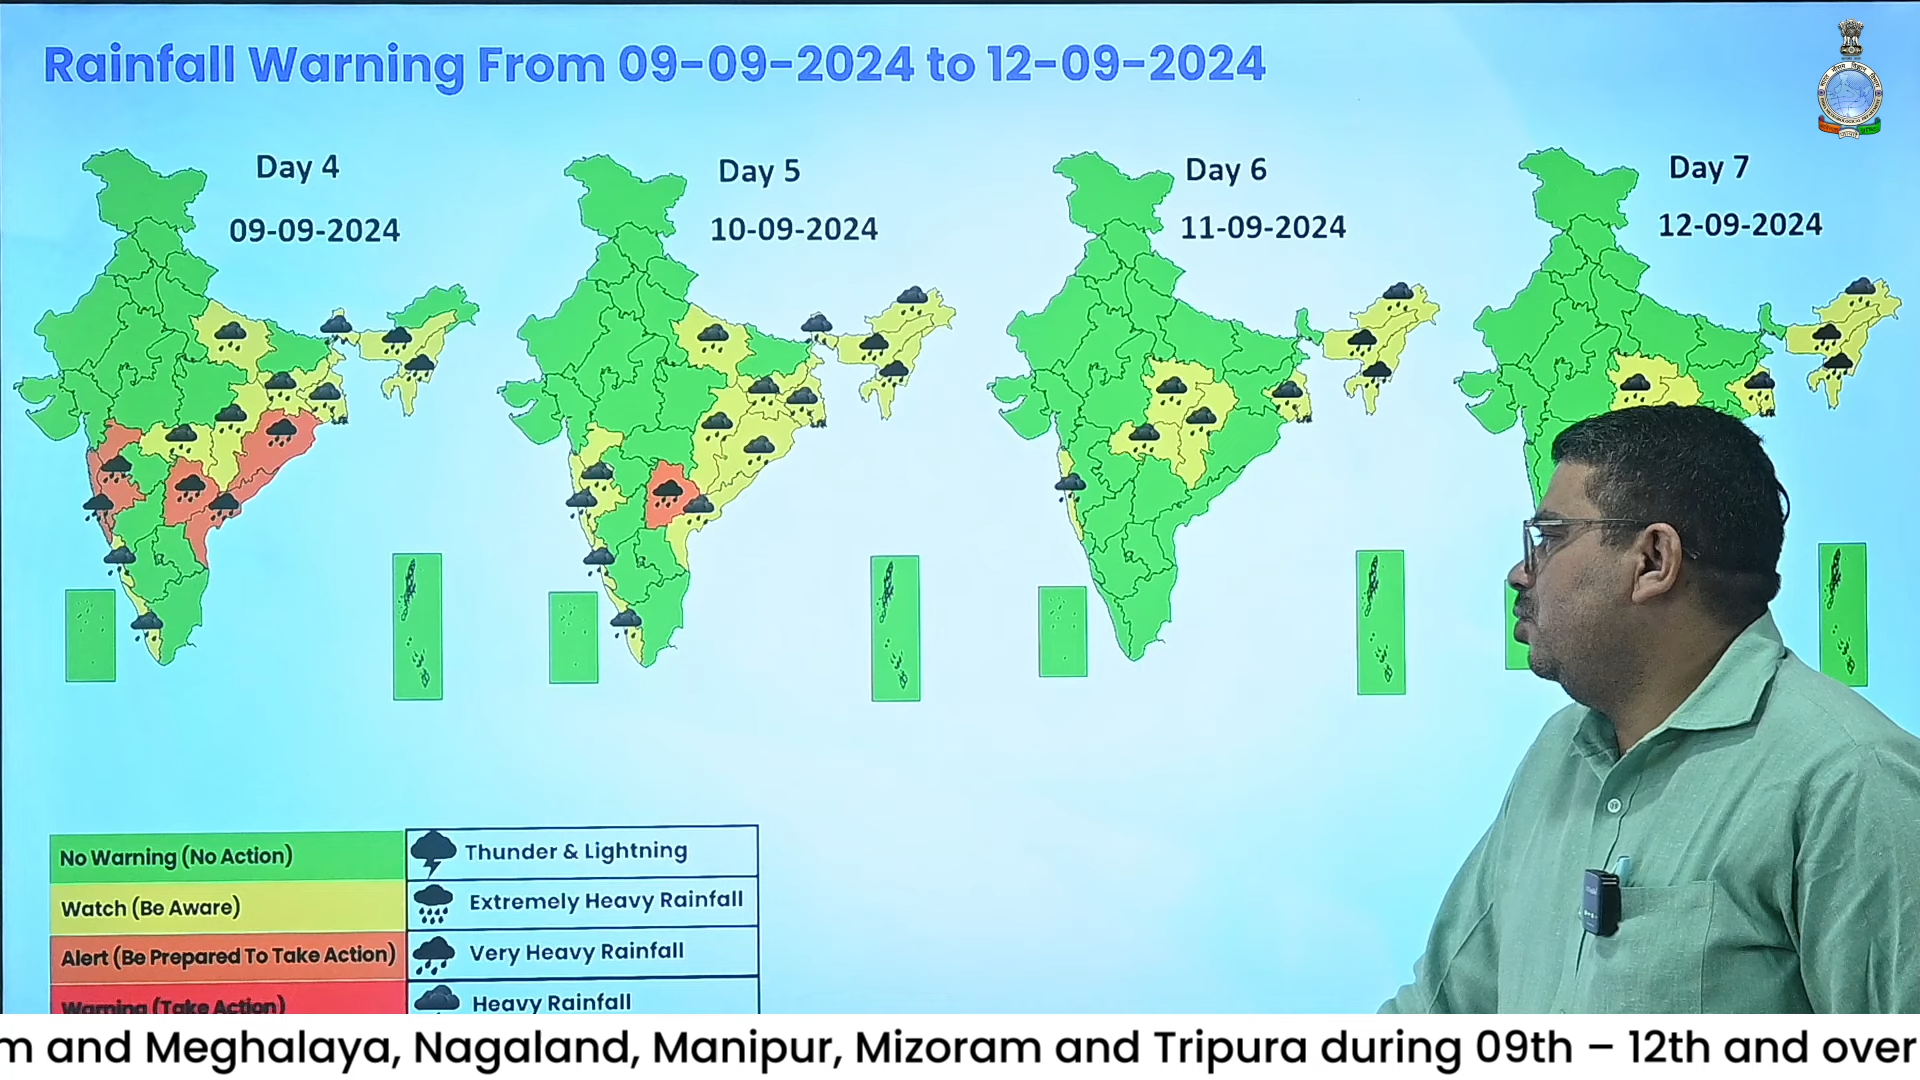 Rainfall Warning From 09-09-2024 to 12-09-2024
Day 4
09-09-2024
Day 5
10-09-2024
Day 6
11-09-2024
Day 7
12-09-2024
No Warning (No Action)
Thunder & Lightning
Watch (Be Aware)
Extremely Heavy Rainfall
Alert (Be Prepared To Take Action)
Very Heavy Rainfall
Warning (Take Action)
Heavy Rainfall
m and Meghalaya, Nagaland, Manipur, Mizoram and Tripura during 09th – 12th and over